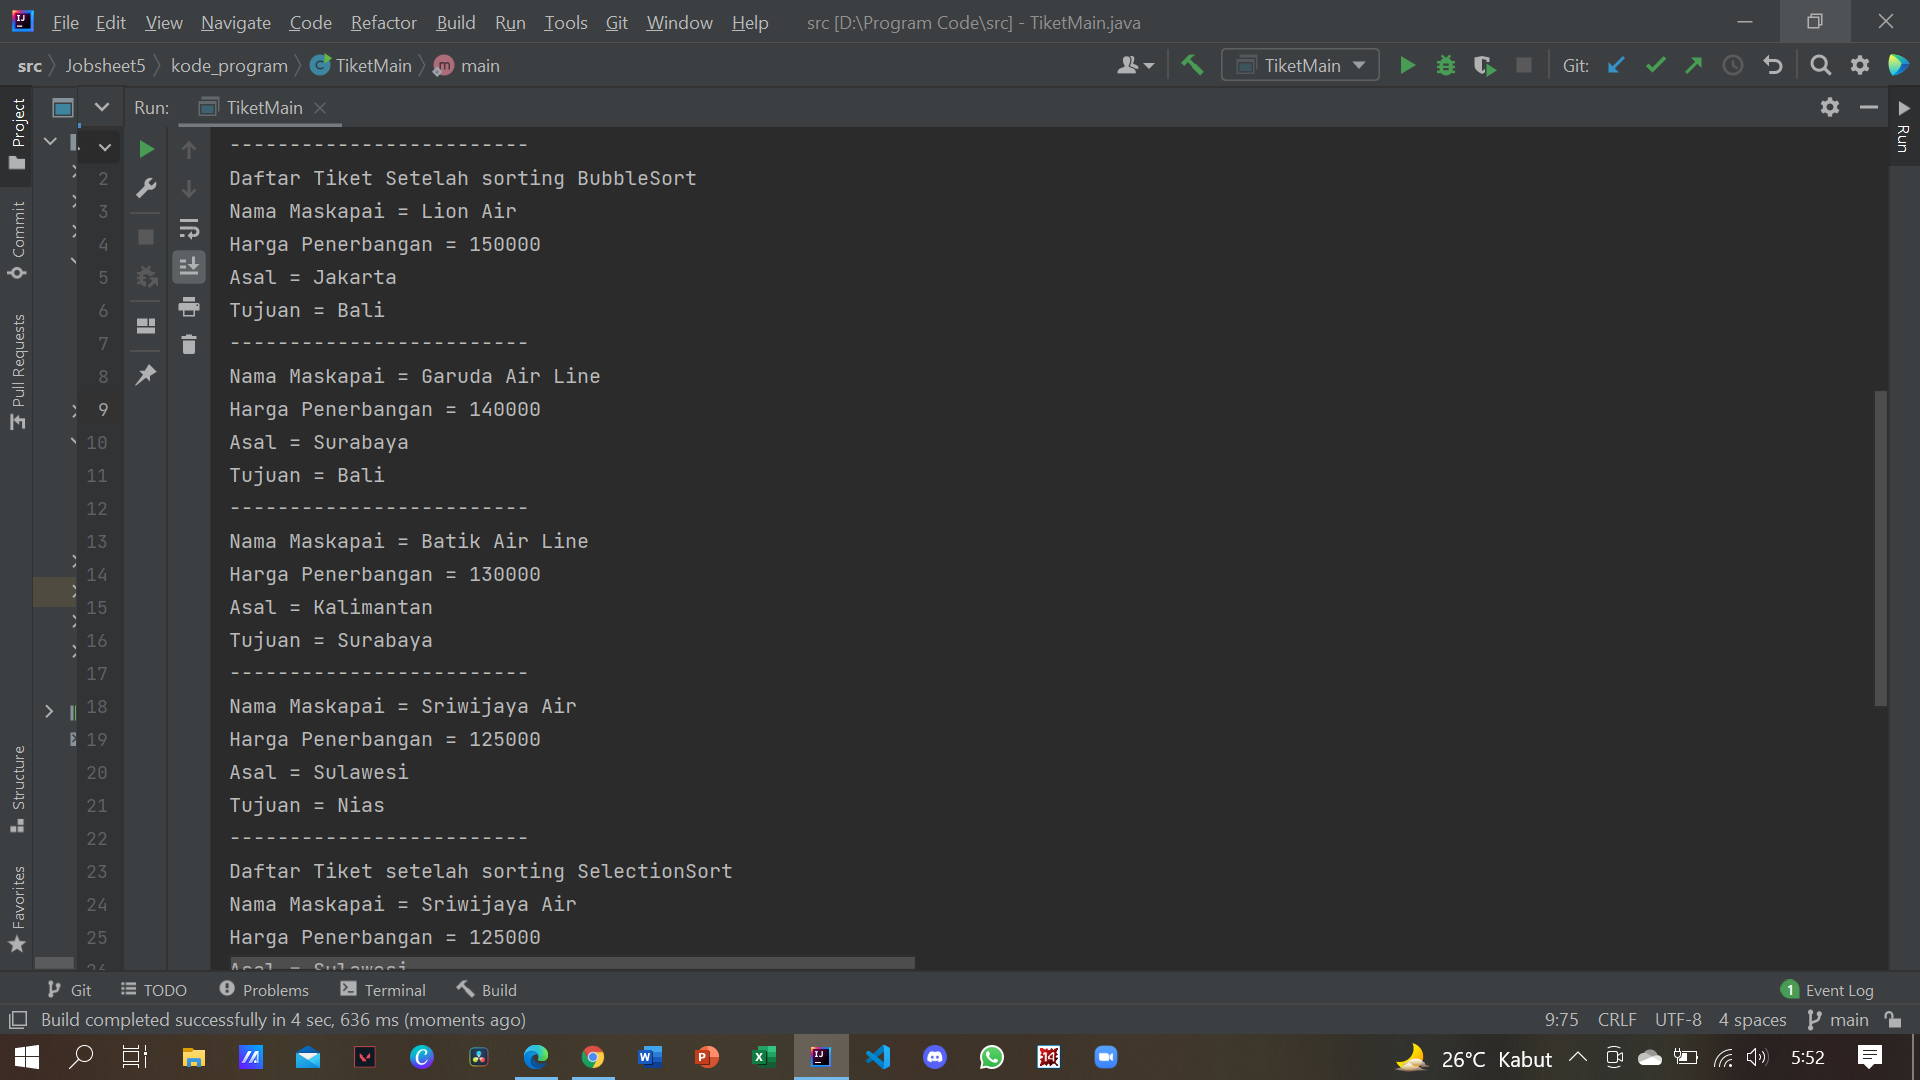 File Edit View Navigate Code Refactor Build Run Tools Git Window Help src [D:\Program Code\src] - TiketMain.java
src Jobsheet5 kode_program TiketMain main TiketMain Git:
Project
Commit
Pull Requests
Structure
Favorites
Run: TiketMain
Run
-------------------------
2 Daftar Tiket Setelah sorting BubbleSort
3 Nama Maskapai = Lion Air
4 Harga Penerbangan = 150000
5 Asal = Jakarta
6 Tujuan = Bali
7 -------------------------
8 Nama Maskapai = Garuda Air Line
9 Harga Penerbangan = 140000
10 Asal = Surabaya
11 Tujuan = Bali
12 -------------------------
13 Nama Maskapai = Batik Air Line
14 Harga Penerbangan = 130000
15 Asal = Kalimantan
16 Tujuan = Surabaya
17 -------------------------
18 Nama Maskapai = Sriwijaya Air
19 Harga Penerbangan = 125000
20 Asal = Sulawesi
21 Tujuan = Nias
22 -------------------------
23 Daftar Tiket setelah sorting SelectionSort
24 Nama Maskapai = Sriwijaya Air
25 Harga Penerbangan = 125000
26 Asal = Sulawesi
Git TODO Problems Terminal Build 1 Event Log
Build completed successfully in 4 sec, 636 ms (moments ago) 9:75 CRLF UTF-8 4 spaces main
26°C Kabut 5:52